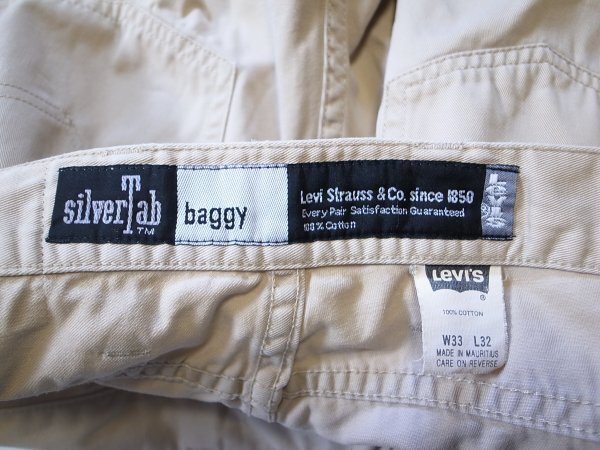 silverTab
TM
baggy
Levi Strauss & Co. since 1850
Every Pair Satisfaction Guaranteed
100% Cotton
LEVI'S
Levi's
®
100% COTTON
W33 L32
MADE IN MAURITIUS
CARE ON REVERSE